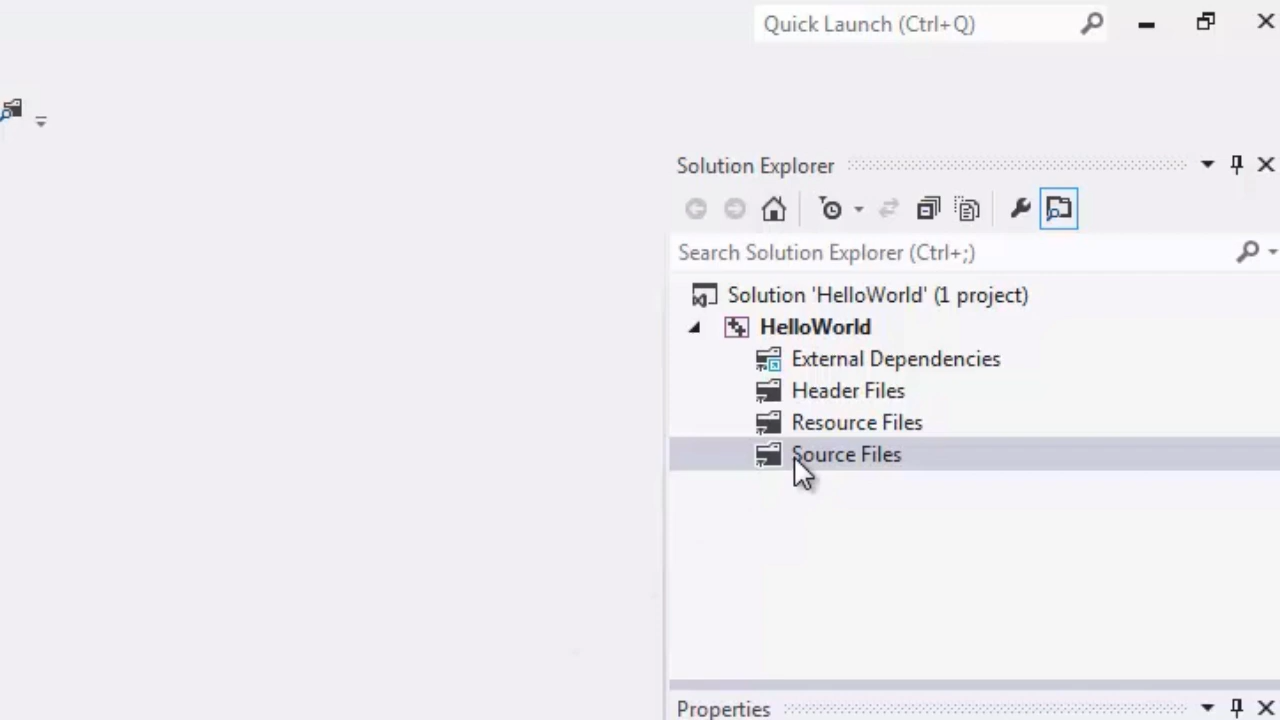 Quick Launch (Ctrl+Q)
Solution Explorer
Search Solution Explorer (Ctrl+;)
Solution 'HelloWorld' (1 project)
HelloWorld
External Dependencies
Header Files
Resource Files
Source Files
Properties